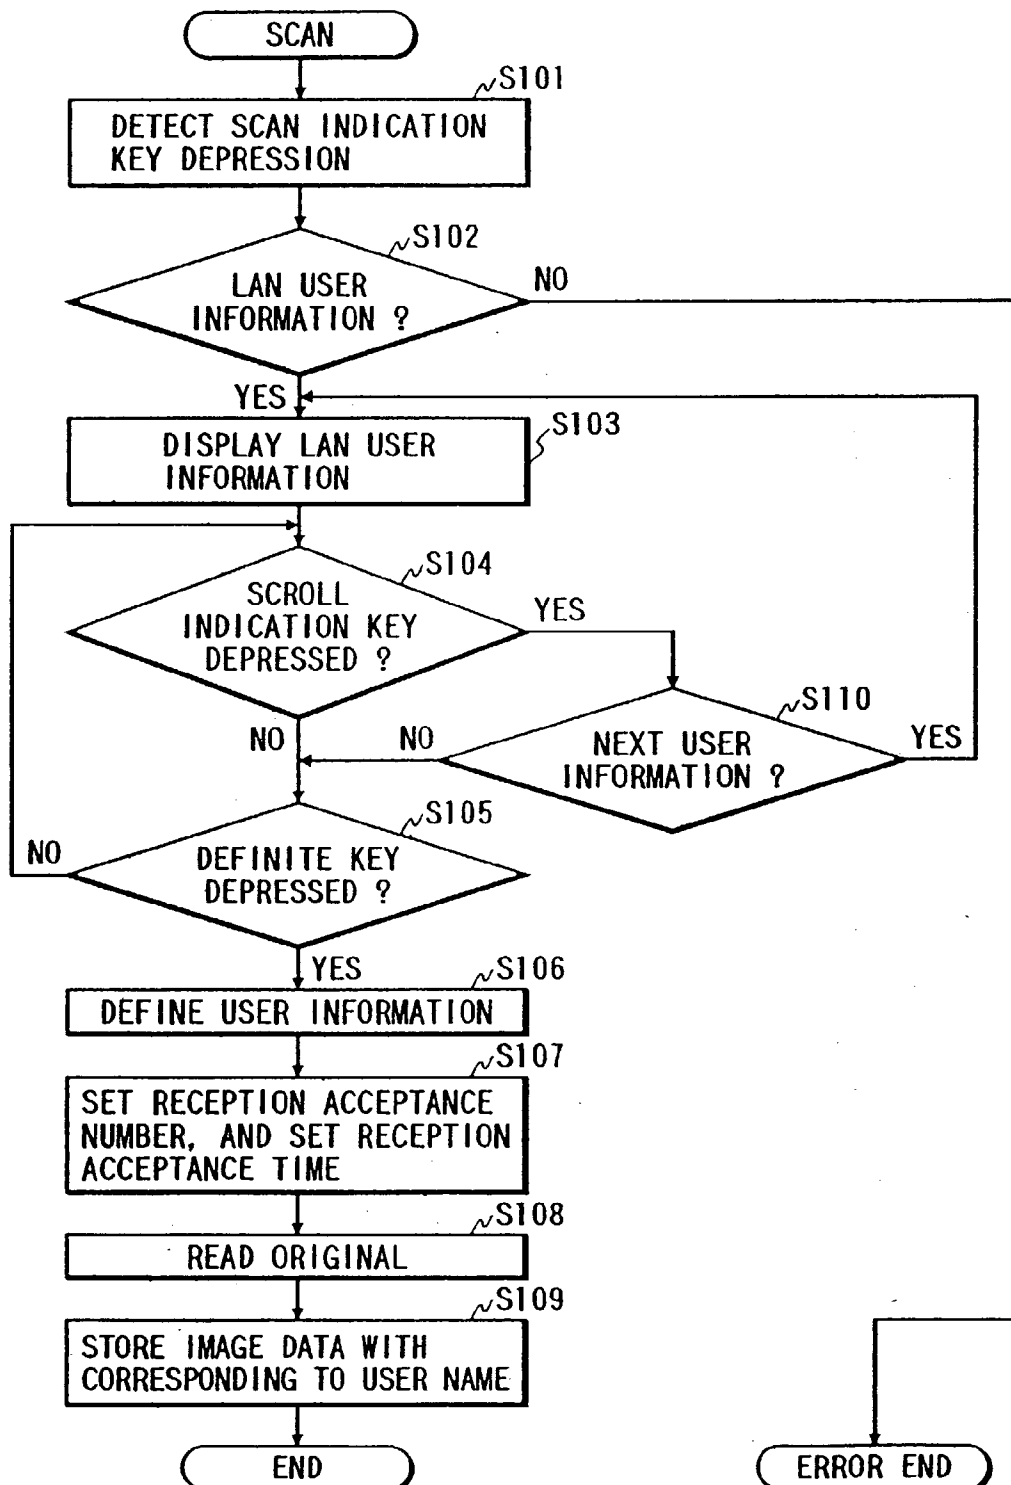 SCAN
S101
DETECT SCAN INDICATION
KEY DEPRESSION
S102
LAN USER
INFORMATION ?
NO
YES
S103
DISPLAY LAN USER
INFORMATION
S104
SCROLL
INDICATION KEY
DEPRESSED ?
YES
S110
NO
NO
NEXT USER
INFORMATION ?
YES
S105
NO
DEFINITE KEY
DEPRESSED ?
YES
S106
DEFINE USER INFORMATION
S107
SET RECEPTION ACCEPTANCE
NUMBER, AND SET RECEPTION
ACCEPTANCE TIME
S108
READ ORIGINAL
S109
STORE IMAGE DATA WITH
CORRESPONDING TO USER NAME
END
ERROR END